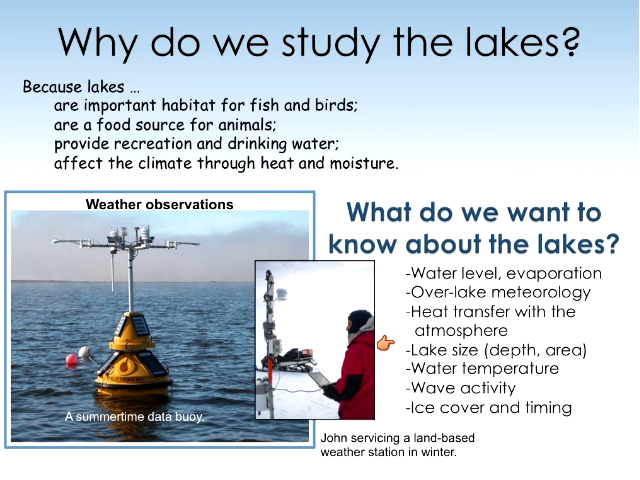 Why do we study the lakes?
Because lakes ...
are important habitat for fish and birds;
are a food source for animals;
provide recreation and drinking water;
affect the climate through heat and moisture.
Weather observations
A summertime data buoy.
What do we want to
know about the lakes?
-Water level, evaporation
-Over-lake meteorology
-Heat transfer with the
atmosphere
-Lake size (depth, area)
-Water temperature
-Wave activity
-Ice cover and timing
John servicing a land-based
weather station in winter.